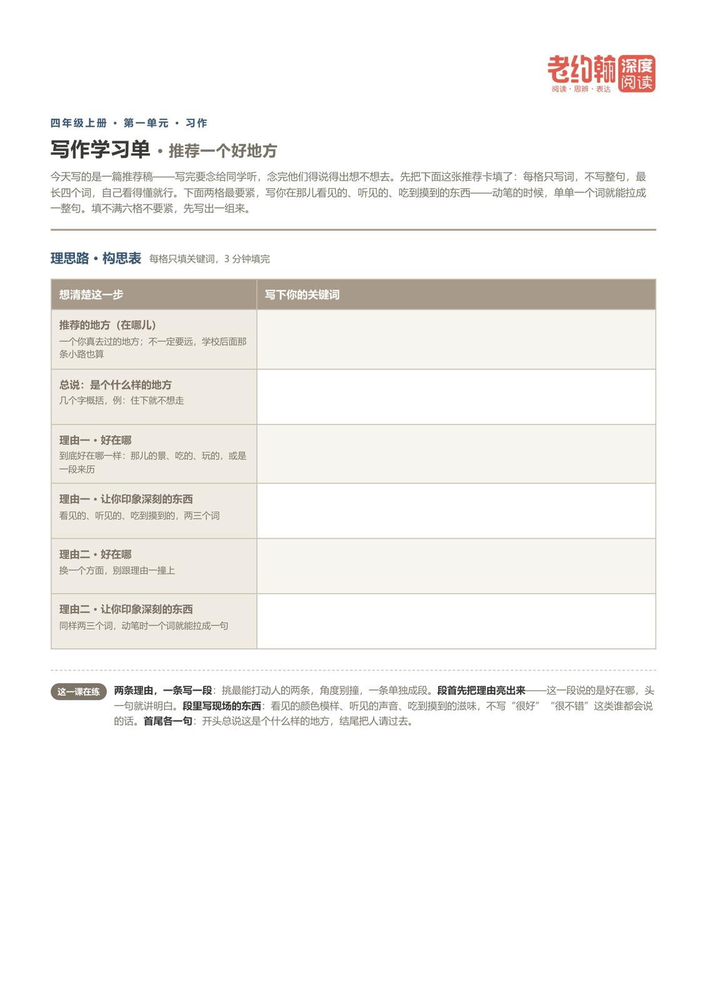 老约翰 深度阅读
阅读·思辨·表达
四年级上册 · 第一单元 · 习作
写作学习单 · 推荐一个好地方
今天写的是一篇推荐稿——写完要念给同学听，念完他们得说得出想不想去。先把下面这张推荐卡填了：每格只写词，不写整句，最
长四个词，自己看得懂就行。下面两格最要紧，写你在那儿看见的、听见的、吃到摸到的东西——动笔的时候，单单一个词就能拉成
一整句。填不满六格不要紧，先写出一组来。
理思路 · 构思表 每格只填关键词，3 分钟填完
想清楚这一步
写下你的关键词
推荐的地方（在哪儿）
一个你真去过的地方；不一定要远，学校后面那
条小路也算
总说：是个什么样的地方
几个字概括，例：住下就不想走
理由一 · 好在哪
到底好在哪一样：那儿的景、吃的、玩的，或是
一段来历
理由一 · 让你印象深刻的东西
看见的、听见的、吃到摸到的，两三个词
理由二 · 好在哪
换一个方面，别跟理由一撞上
理由二 · 让你印象深刻的东西
同样两三个词，动笔时一个词就能拉成一句
这一课在练
两条理由，一条写一段：挑最能打动人的两条，角度别撞，一条单独成段。段首先把理由亮出来——这一段说的是好在哪，头
一句就讲明白。段里写现场的东西：看见的颜色模样、听见的声音、吃到摸到的滋味，不写“很好”“很不错”这类谁都会说
的话。首尾各一句：开头总说这是个什么样的地方，结尾把人请过去。